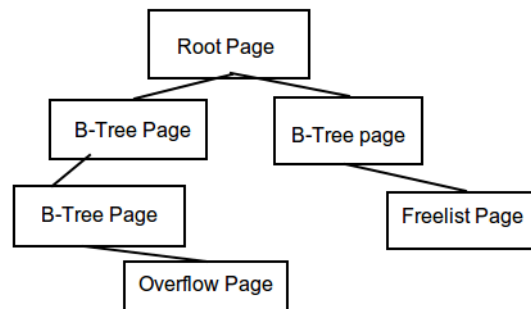 Root Page
B-Tree Page
B-Tree page
B-Tree Page
Freelist Page
Overflow Page